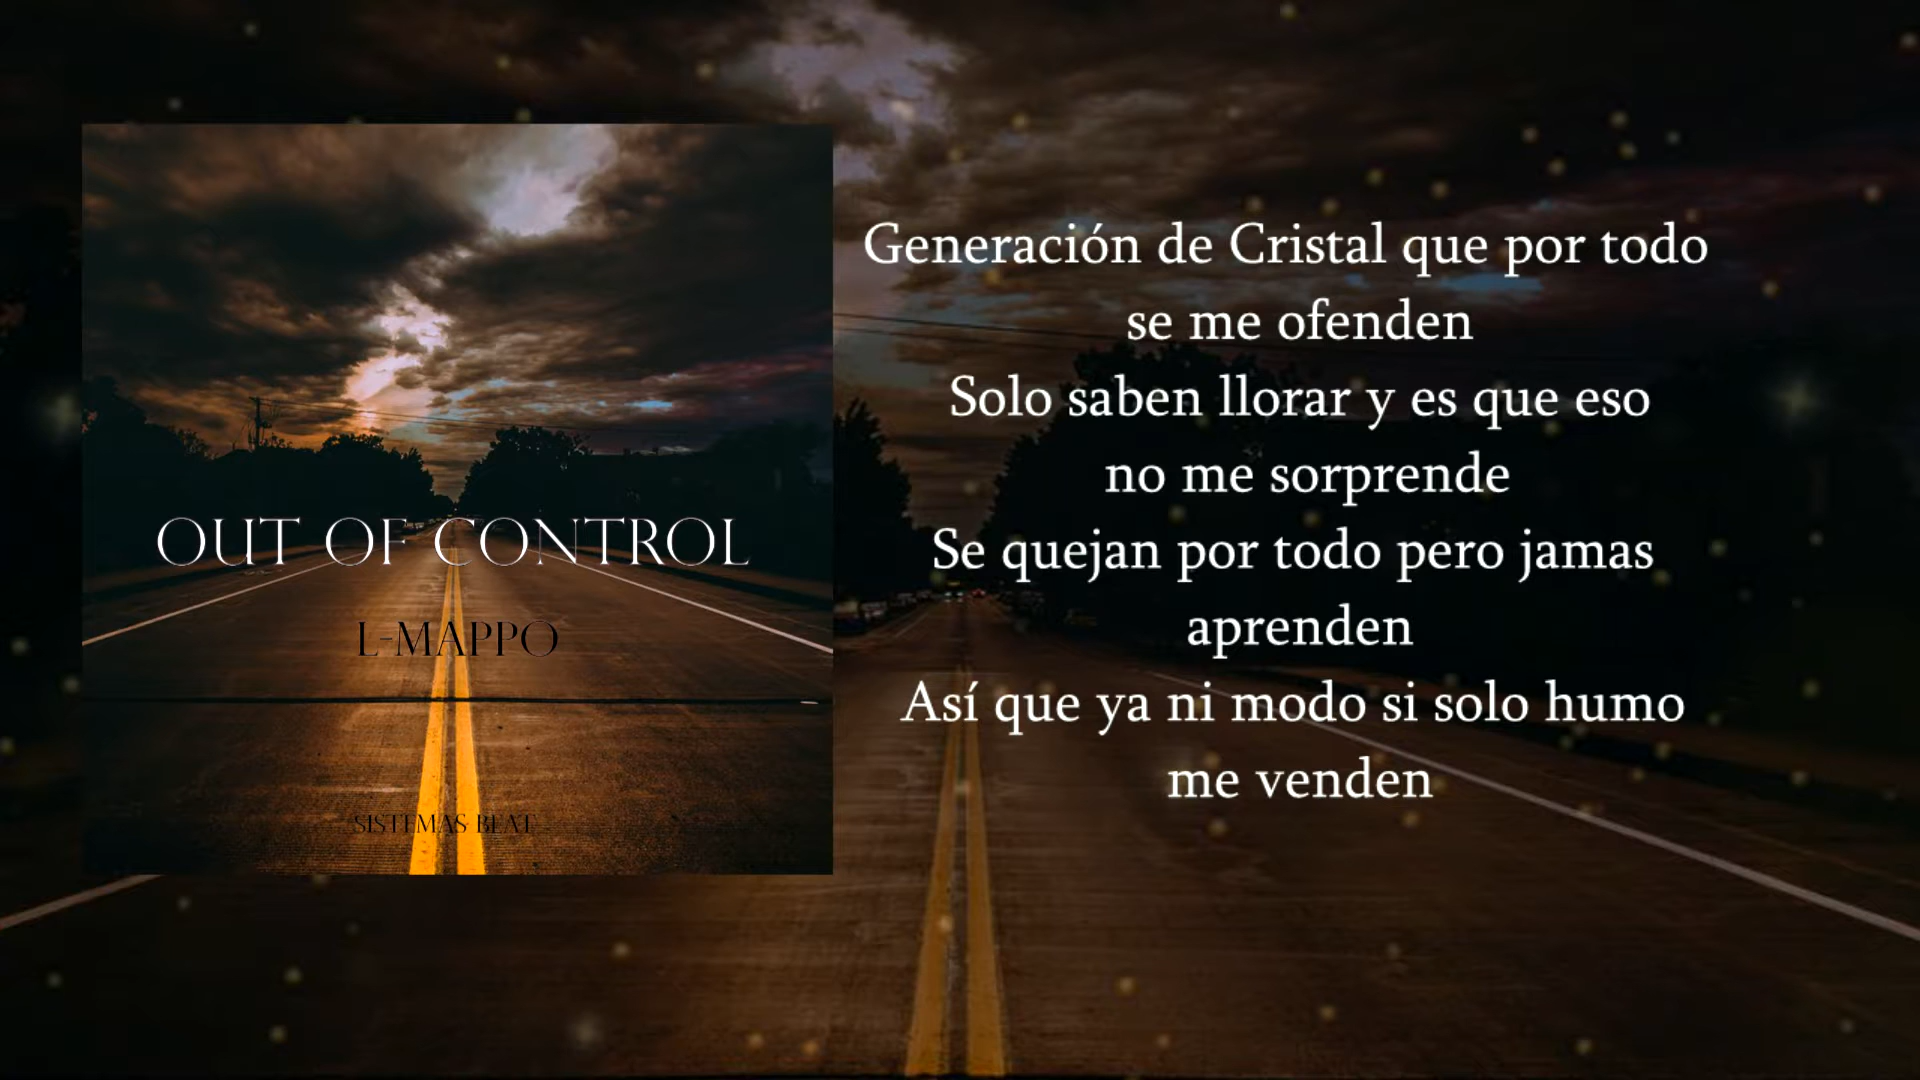 OUT OF CONTROL
L-MAPPO
SISTEMAS BEAT
Generación de Cristal que por todo
se me ofenden
Solo saben llorar y es que eso
no me sorprende
Se quejan por todo pero jamas
aprenden
Así que ya ni modo si solo humo
me venden